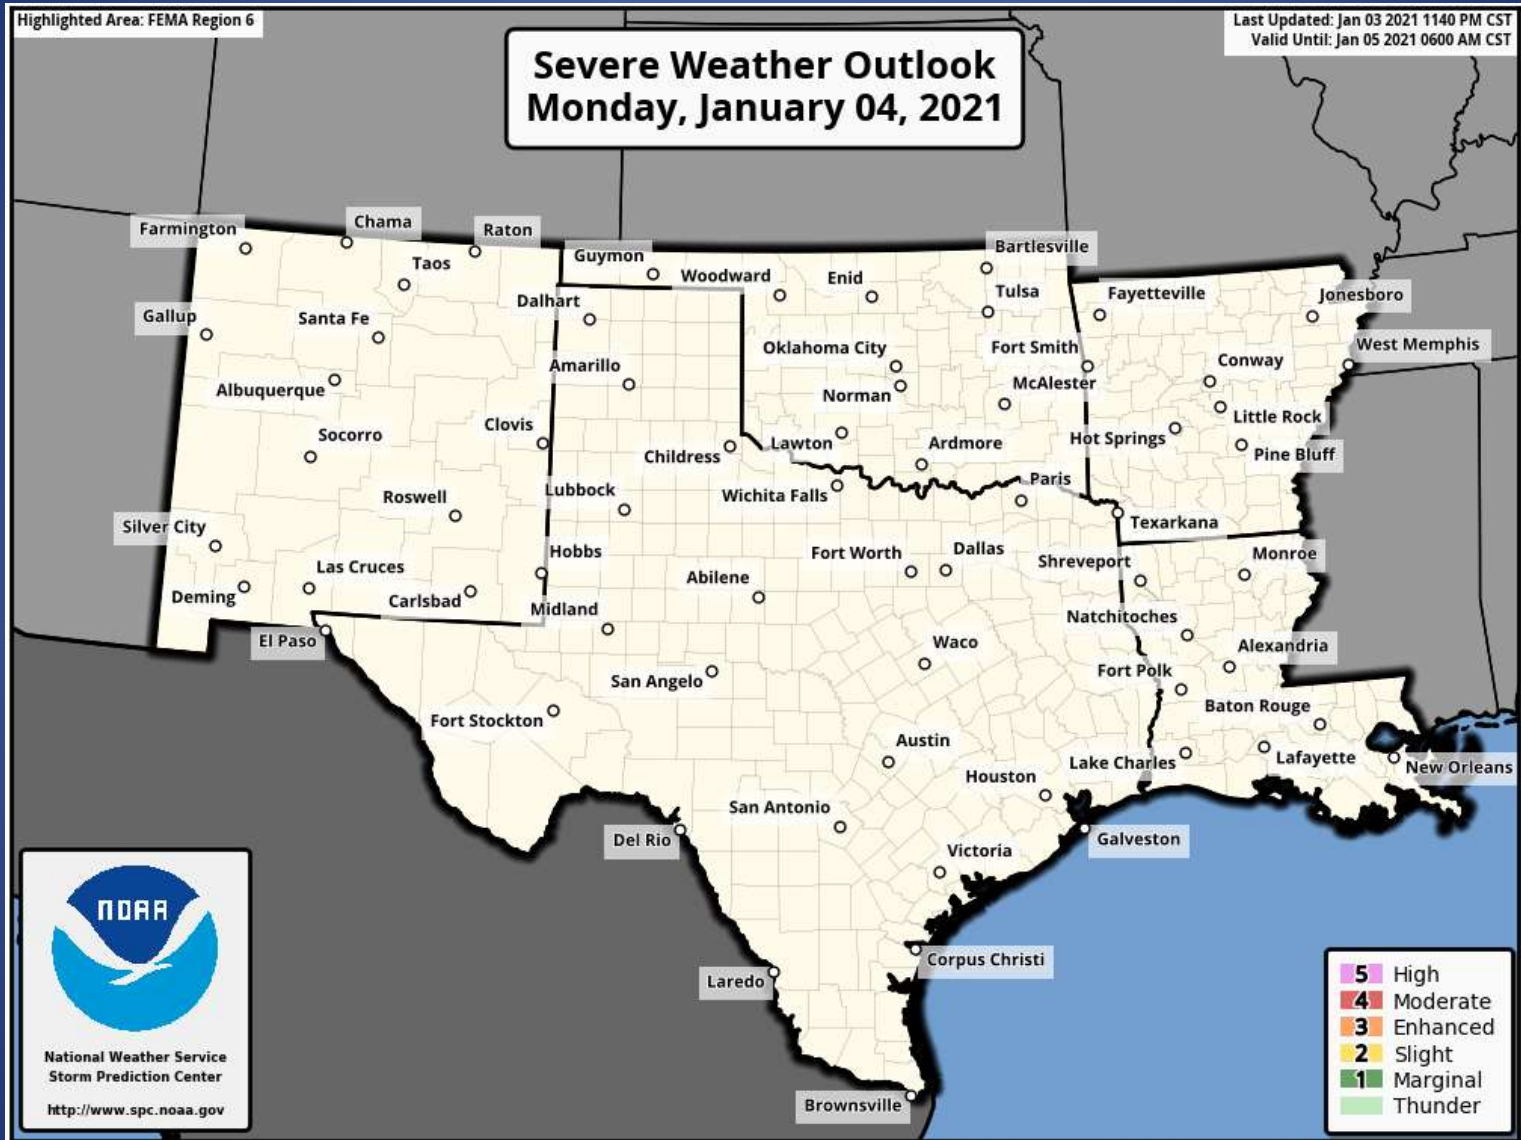 Highlighted Area: FEMA Region 6
Last Updated: Jan 03 2021 1140 PM CST
Valid Until: Jan 05 2021 0600 AM CST
Severe Weather Outlook
Monday, January 04, 2021
Farmington
Chama
Raton
Taos
Guymon
Woodward
Enid
Bartlesville
Tulsa
Fayetteville
Jonesboro
Gallup
Santa Fe
Dalhart
Oklahoma City
Fort Smith
West Memphis
Albuquerque
Amarillo
Norman
McAlester
Conway
Little Rock
Socorro
Clovis
Childress
Lawton
Ardmore
Hot Springs
Pine Bluff
Roswell
Lubbock
Wichita Falls
Paris
Texarkana
Silver City
Las Cruces
Hobbs
Abilene
Fort Worth
Dallas
Shreveport
Monroe
Deming
Carlsbad
Midland
Natchitoches
El Paso
San Angelo
Waco
Fort Polk
Alexandria
Fort Stockton
Austin
Baton Rouge
Houston
Lake Charles
Lafayette
New Orleans
Del Rio
San Antonio
Victoria
Galveston
Laredo
Corpus Christi
Brownsville
NOAA
National Weather Service
Storm Prediction Center
http://www.spc.noaa.gov
5 High
4 Moderate
3 Enhanced
2 Slight
1 Marginal
Thunder